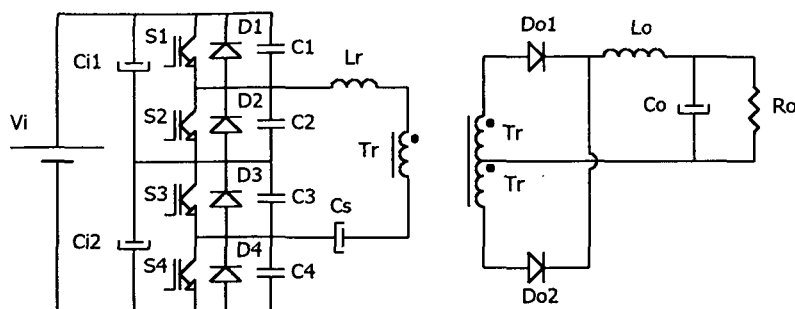 S1
D1
C1
Ci1
Lr
Vi
S2
D2
C2
Tr
S3
D3
C3
Cs
Ci2
S4
D4
C4
Do1
Lo
Co
Ro
Tr
Tr
Do2